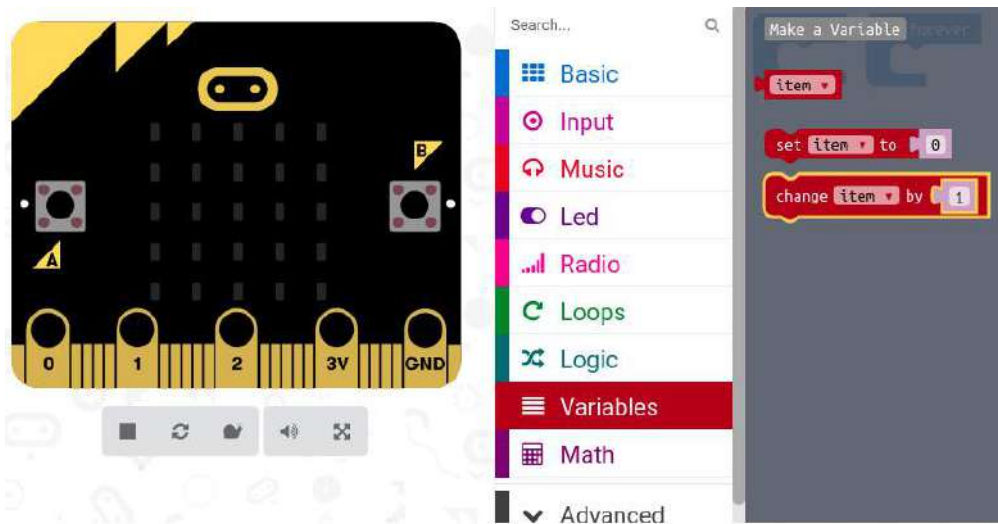 B
A
0 1 2 3V GND
Search...
Basic
Input
Music
Led
Radio
Loops
Logic
Variables
Math
Advanced
Make a Variable
forever
item
set item to 0
change item by 1